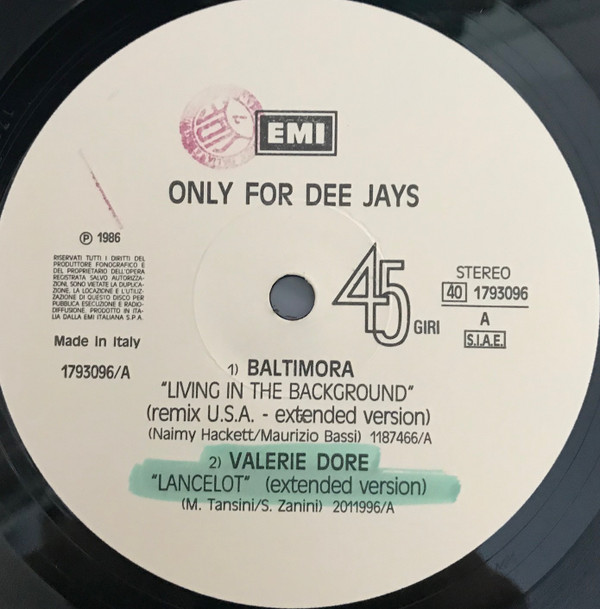 EMI
ONLY FOR DEE JAYS
℗ 1986
RISERVATI TUTTI I DIRITTI DEL
PRODUTTORE FONOGRAFICO E
DEL PROPRIETARIO DELL'OPERA
REGISTRATA SALVO AUTORIZZA-
ZIONI, SONO VIETATE LA DUPLICA-
ZIONE, LA LOCAZIONE E L'UTILIZ-
ZAZIONE DI QUESTO DISCO PER
PUBBLICA ESECUZIONE E RADIO-
DIFFUSIONE. PRODOTTO IN ITA-
LIA DALLA EMI ITALIANA S.P.A.
Made in Italy
1793096/A
45
GIRI
STEREO
40 1793096
A
S.I.A.E.
1) BALTIMORA
"LIVING IN THE BACKGROUND"
(remix U.S.A. - extended version)
(Naimy Hackett/Maurizio Bassi) 1187466/A
2) VALERIE DORE
"LANCELOT" (extended version)
(M. Tansini/S. Zanini) 2011996/A